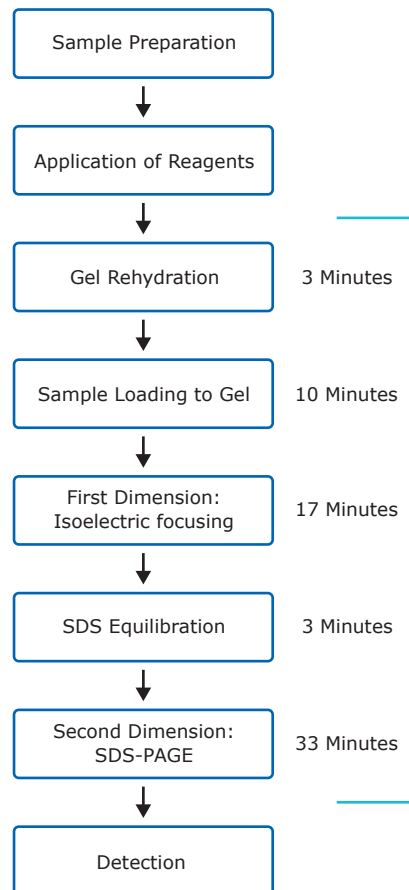 Sample Preparation
Application of Reagents
Gel Rehydration
3 Minutes
Sample Loading to Gel
10 Minutes
First Dimension:
Isoelectric focusing
17 Minutes
SDS Equilibration
3 Minutes
Second Dimension:
SDS-PAGE
33 Minutes
Detection